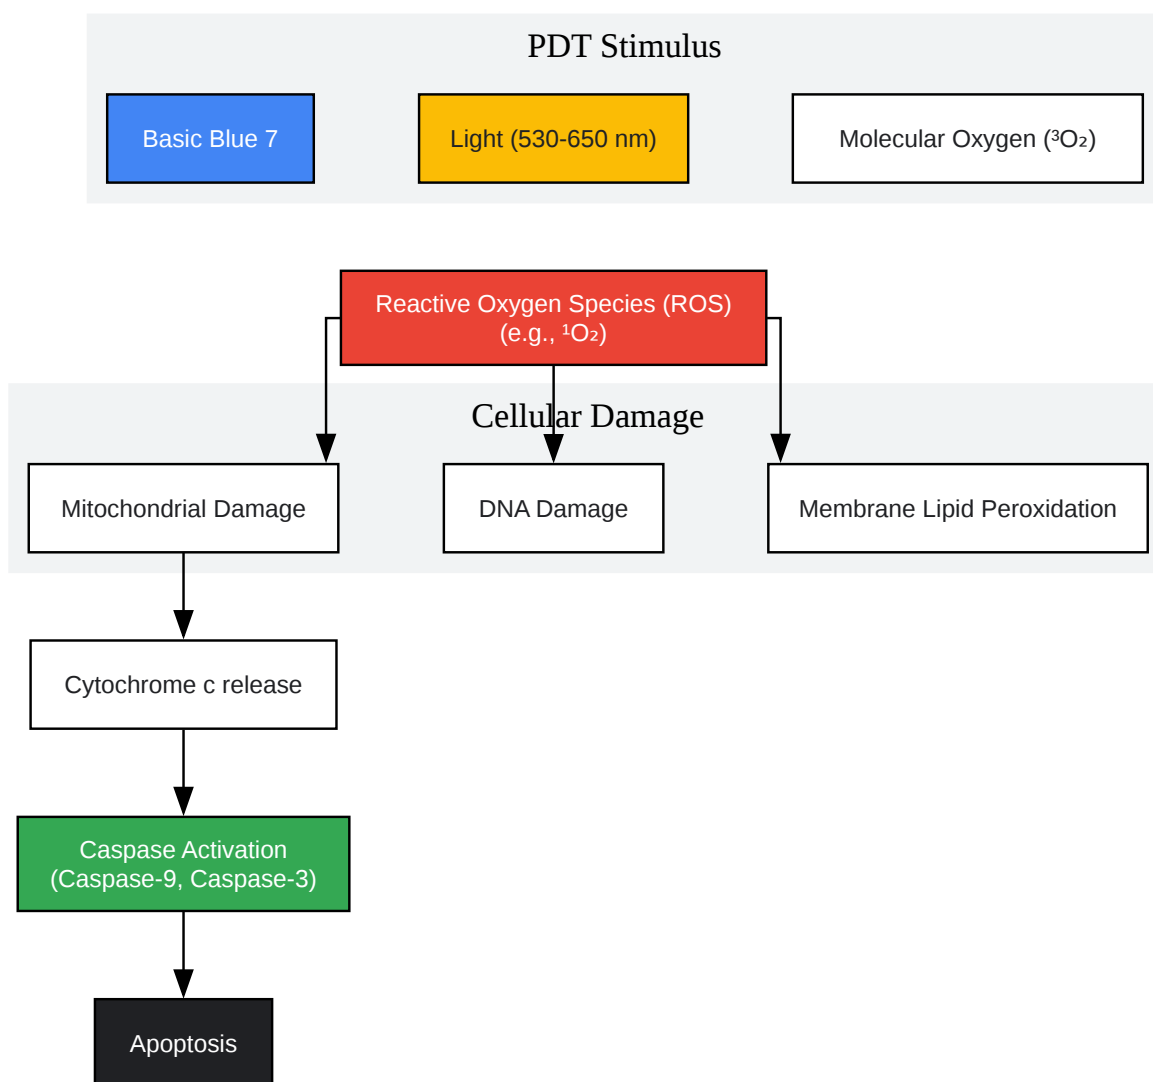 PDT Stimulus
Basic Blue 7
Light (530-650 nm)
Molecular Oxygen (³O₂)
Reactive Oxygen Species (ROS)
(e.g., ¹O₂)
Cellular Damage
Mitochondrial Damage
DNA Damage
Membrane Lipid Peroxidation
Cytochrome c release
Caspase Activation
(Caspase-9, Caspase-3)
Apoptosis